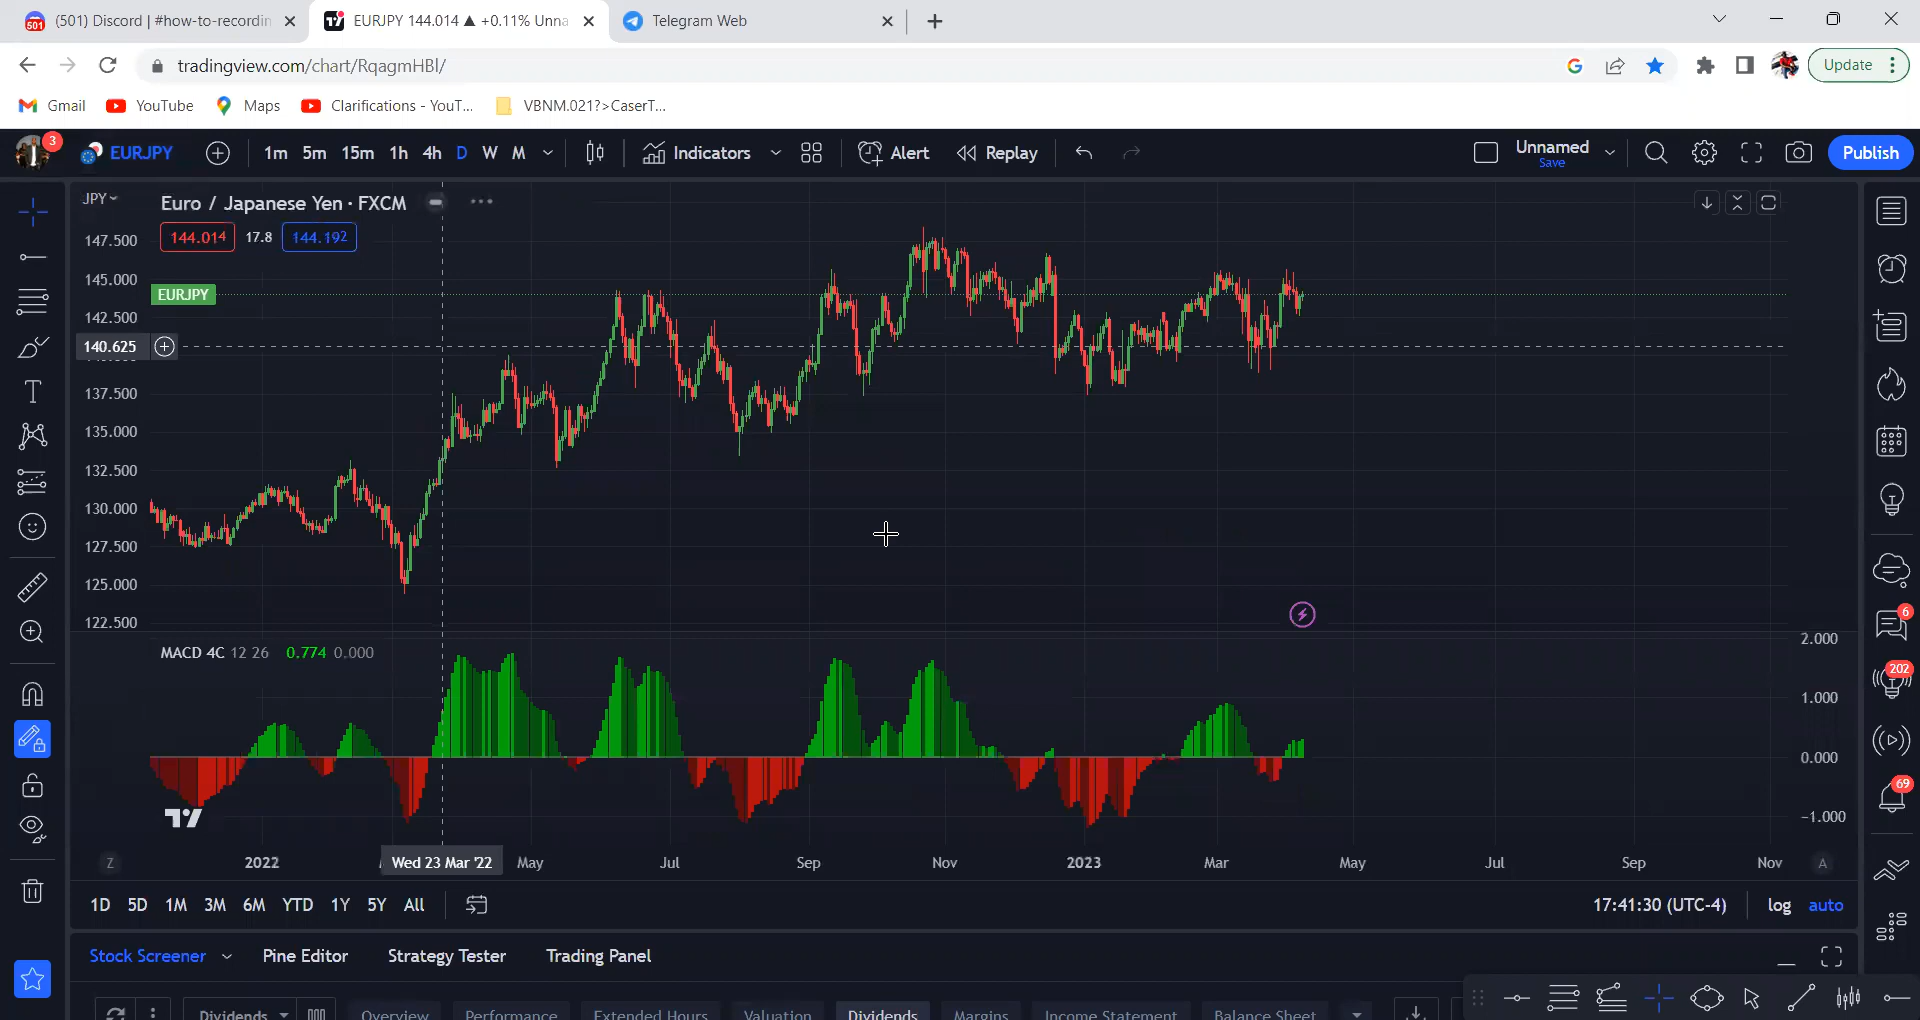 (501) Discord | #how-to-recordin
EURJPY 144.014 ▲ +0.11% Unna
Telegram Web
tradingview.com/chart/RqagmHBl/
Update
Gmail
YouTube
Maps
Clarifications - YouT...
VBNM.021?>CaserT...
3
EURJPY
1m 5m 15m 1h 4h D W M
Indicators
Alert
Replay
Unnamed
Save
Publish
JPY
Euro / Japanese Yen · FXCM
144.014 17.8 144.192
147.500
145.000
EURJPY
142.500
140.625
137.500
135.000
132.500
130.000
127.500
125.000
122.500
MACD 4C 12 26 0.774 0.000
2.000
1.000
0.000
−1.000
6
202
69
Z
2022
Wed 23 Mar '22
May
Jul
Sep
Nov
2023
Mar
May
Jul
Sep
Nov
A
1D 5D 1M 3M 6M YTD 1Y 5Y All
17:41:30 (UTC-4)
log
auto
Stock Screener
Pine Editor
Strategy Tester
Trading Panel
Dividends
Overview
Performance
Extended Hours
Valuation
Dividends
Margins
Income Statement
Balance Sheet